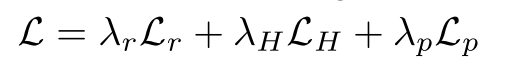 ℒ = λ_r ℒ_r + λ_H ℒ_H + λ_p ℒ_p